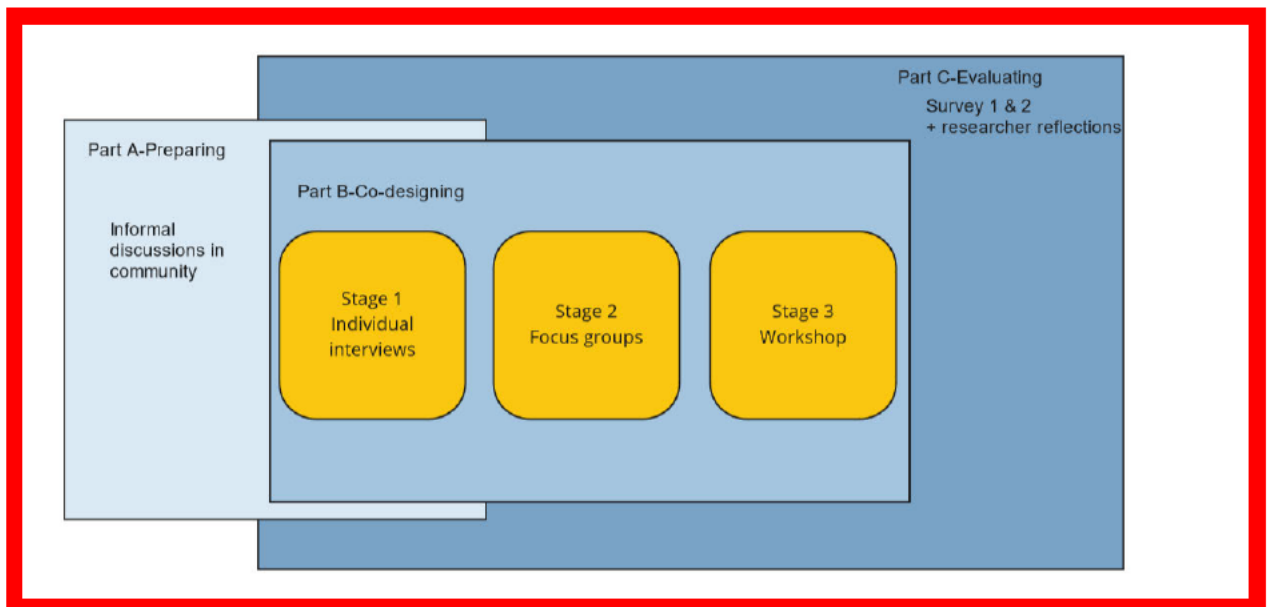 Part C-Evaluating
Survey 1 & 2
+ researcher reflections
Part A-Preparing
Informal
discussions in
community
Part B-Co-designing
Stage 1
Individual
interviews
Stage 2
Focus groups
Stage 3
Workshop